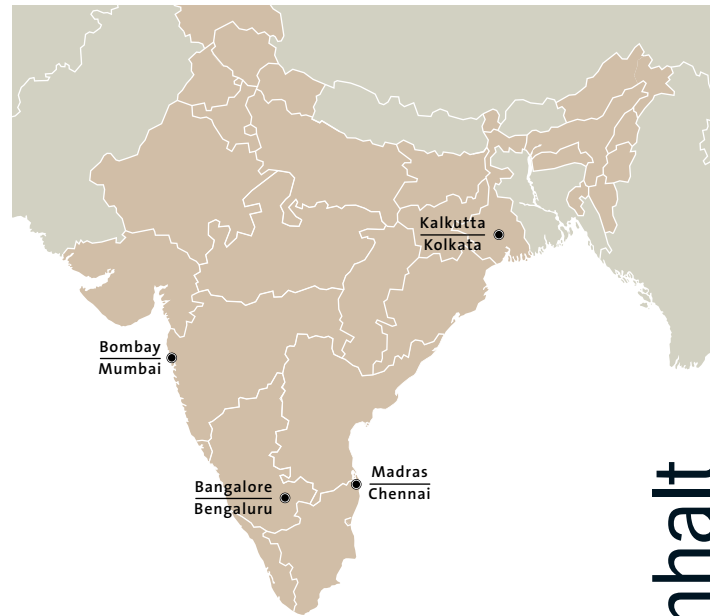 Kalkutta
Kolkata
Bombay
Mumbai
Madras
Chennai
Bangalore
Bengaluru
nhalt